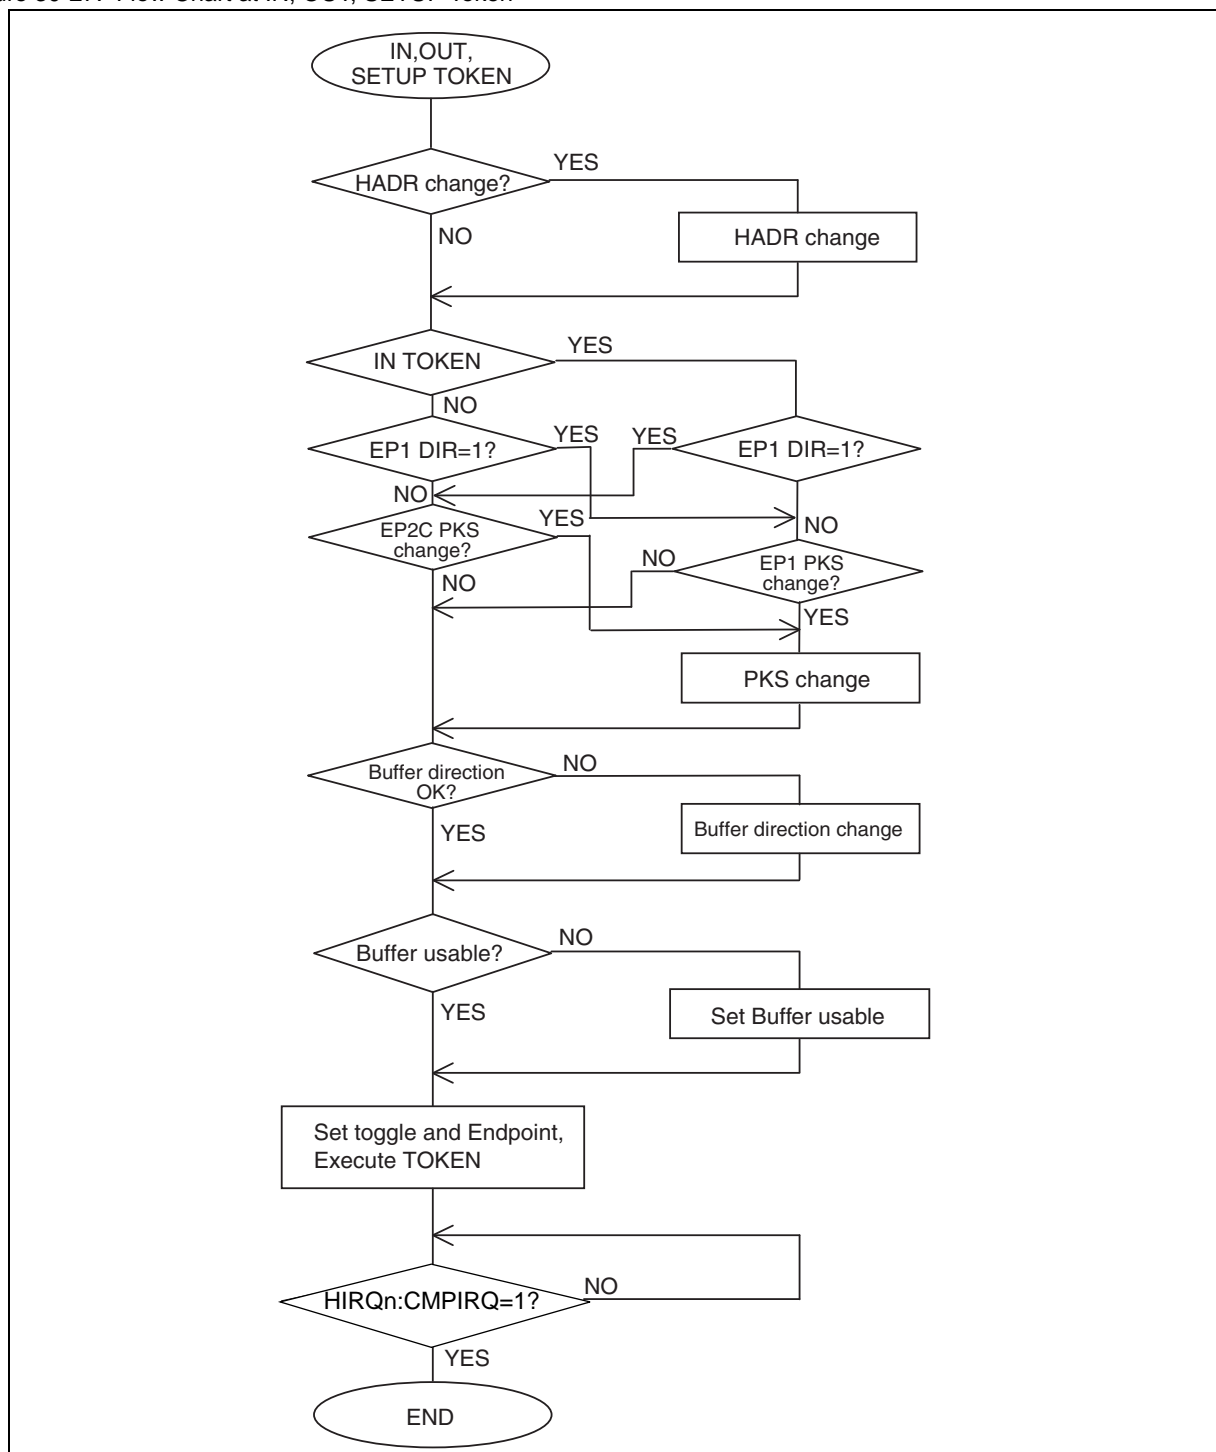 IN,OUT,
SETUP TOKEN
YES
HADR change?
NO
HADR change
YES
IN TOKEN
NO
YES
YES
EP1 DIR=1?
EP1 DIR=1?
NO
YES
NO
EP2C PKS
change?
NO
EP1 PKS
change?
NO
YES
PKS change
NO
Buffer direction
OK?
YES
Buffer direction change
NO
Buffer usable?
YES
Set Buffer usable
Set toggle and Endpoint,
Execute TOKEN
NO
HIRQn:CMPIRQ=1?
YES
END